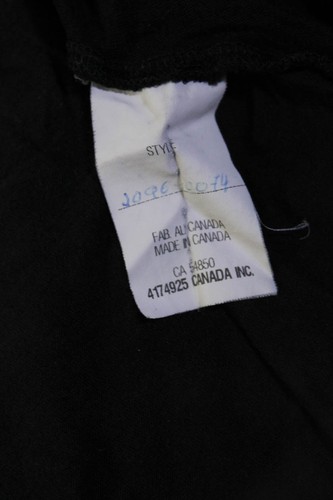 STYLE
FAB. AU CANADA
MADE IN CANADA
CA 54850
4174925 CANADA INC.